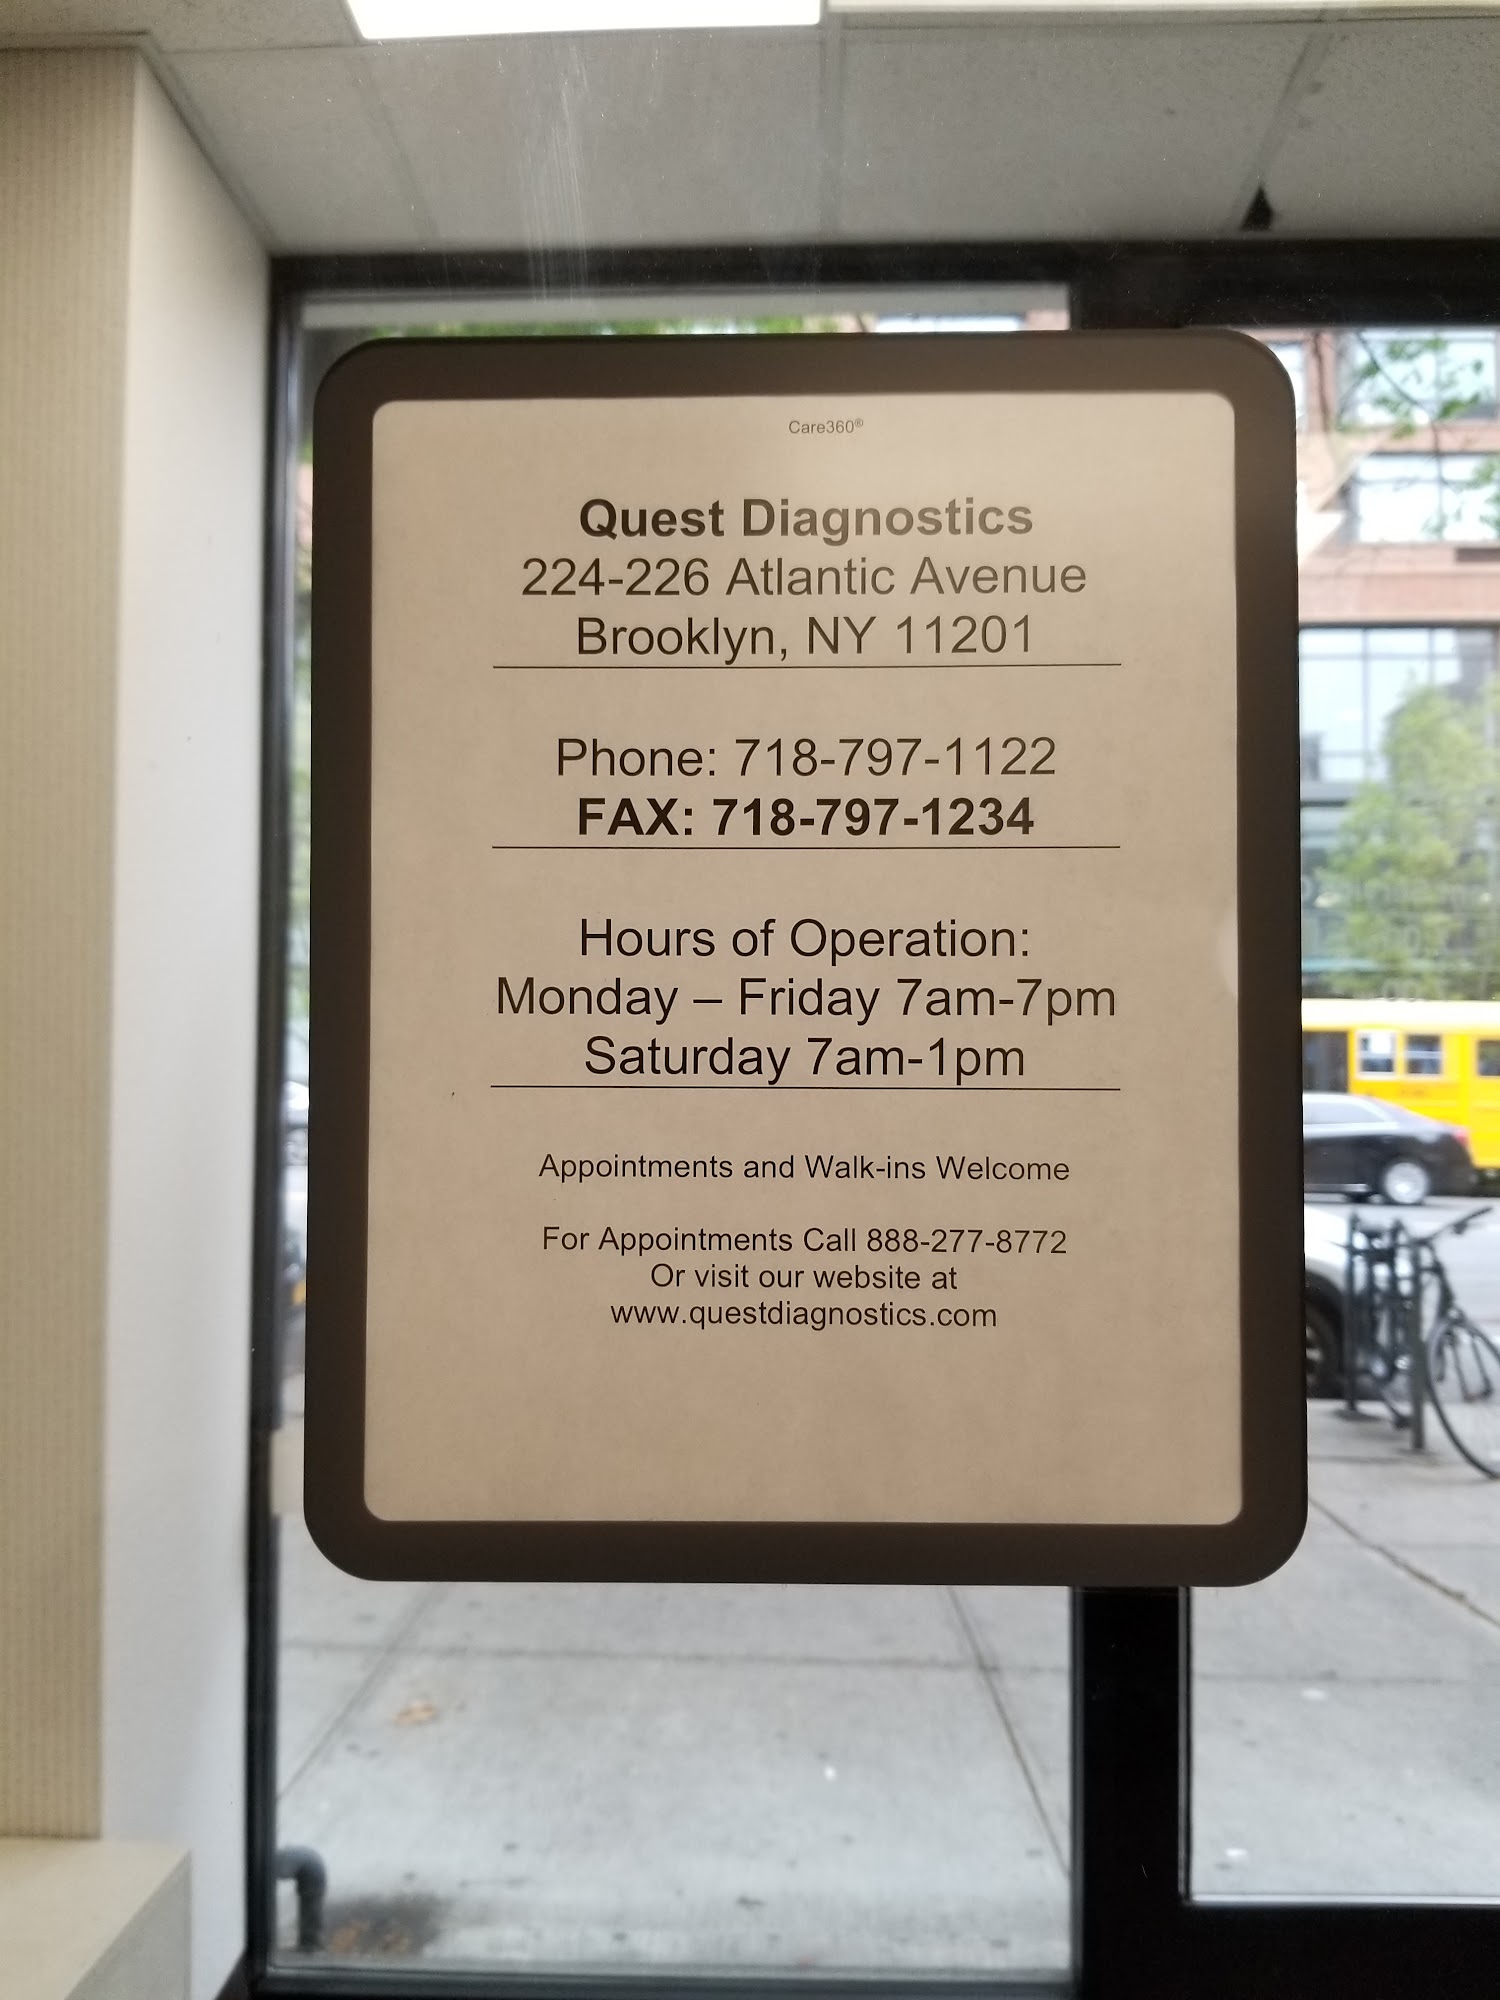 Care360®
Quest Diagnostics
224-226 Atlantic Avenue
Brooklyn, NY 11201
Phone: 718-797-1122
FAX: 718-797-1234
Hours of Operation:
Monday – Friday 7am-7pm
Saturday 7am-1pm
Appointments and Walk-ins Welcome
For Appointments Call 888-277-8772
Or visit our website at
www.questdiagnostics.com